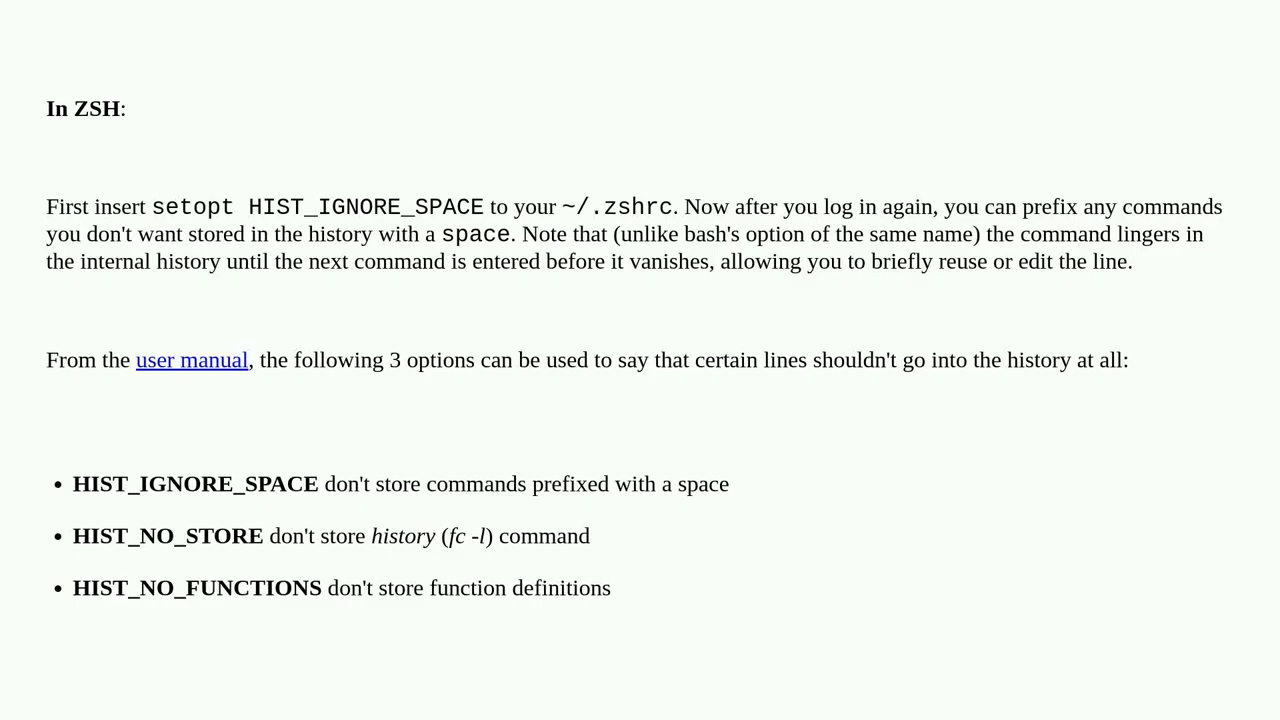 In ZSH:
First insert setopt HIST_IGNORE_SPACE to your ~/.zshrc. Now after you log in again, you can prefix any commands
you don't want stored in the history with a space. Note that (unlike bash's option of the same name) the command lingers in
the internal history until the next command is entered before it vanishes, allowing you to briefly reuse or edit the line.
From the user manual, the following 3 options can be used to say that certain lines shouldn't go into the history at all:
• HIST_IGNORE_SPACE don't store commands prefixed with a space
• HIST_NO_STORE don't store history (fc -l) command
• HIST_NO_FUNCTIONS don't store function definitions